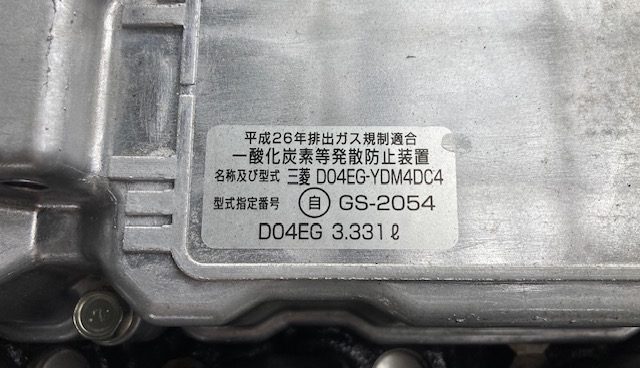 平成26年排出ガス規制適合
一酸化炭素等発散防止装置
名称及び型式 三菱 D04EG-YDM4DC4
型式指定番号 自 GS-2054
D04EG 3.331ℓ